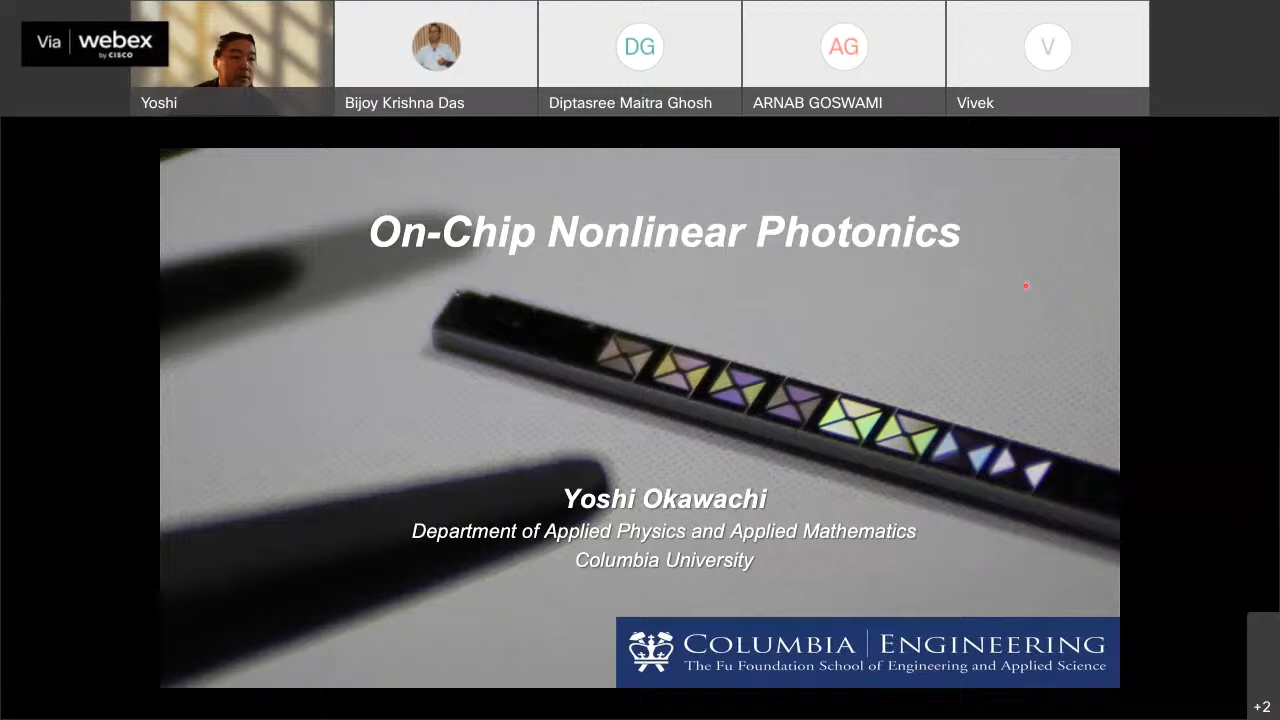 Via webex
by CISCO
Yoshi
Bijoy Krishna Das
DG
Diptasree Maitra Ghosh
AG
ARNAB GOSWAMI
V
Vivek
On-Chip Nonlinear Photonics
Yoshi Okawachi
Department of Applied Physics and Applied Mathematics
Columbia University
COLUMBIA | ENGINEERING
The Fu Foundation School of Engineering and Applied Science
+2